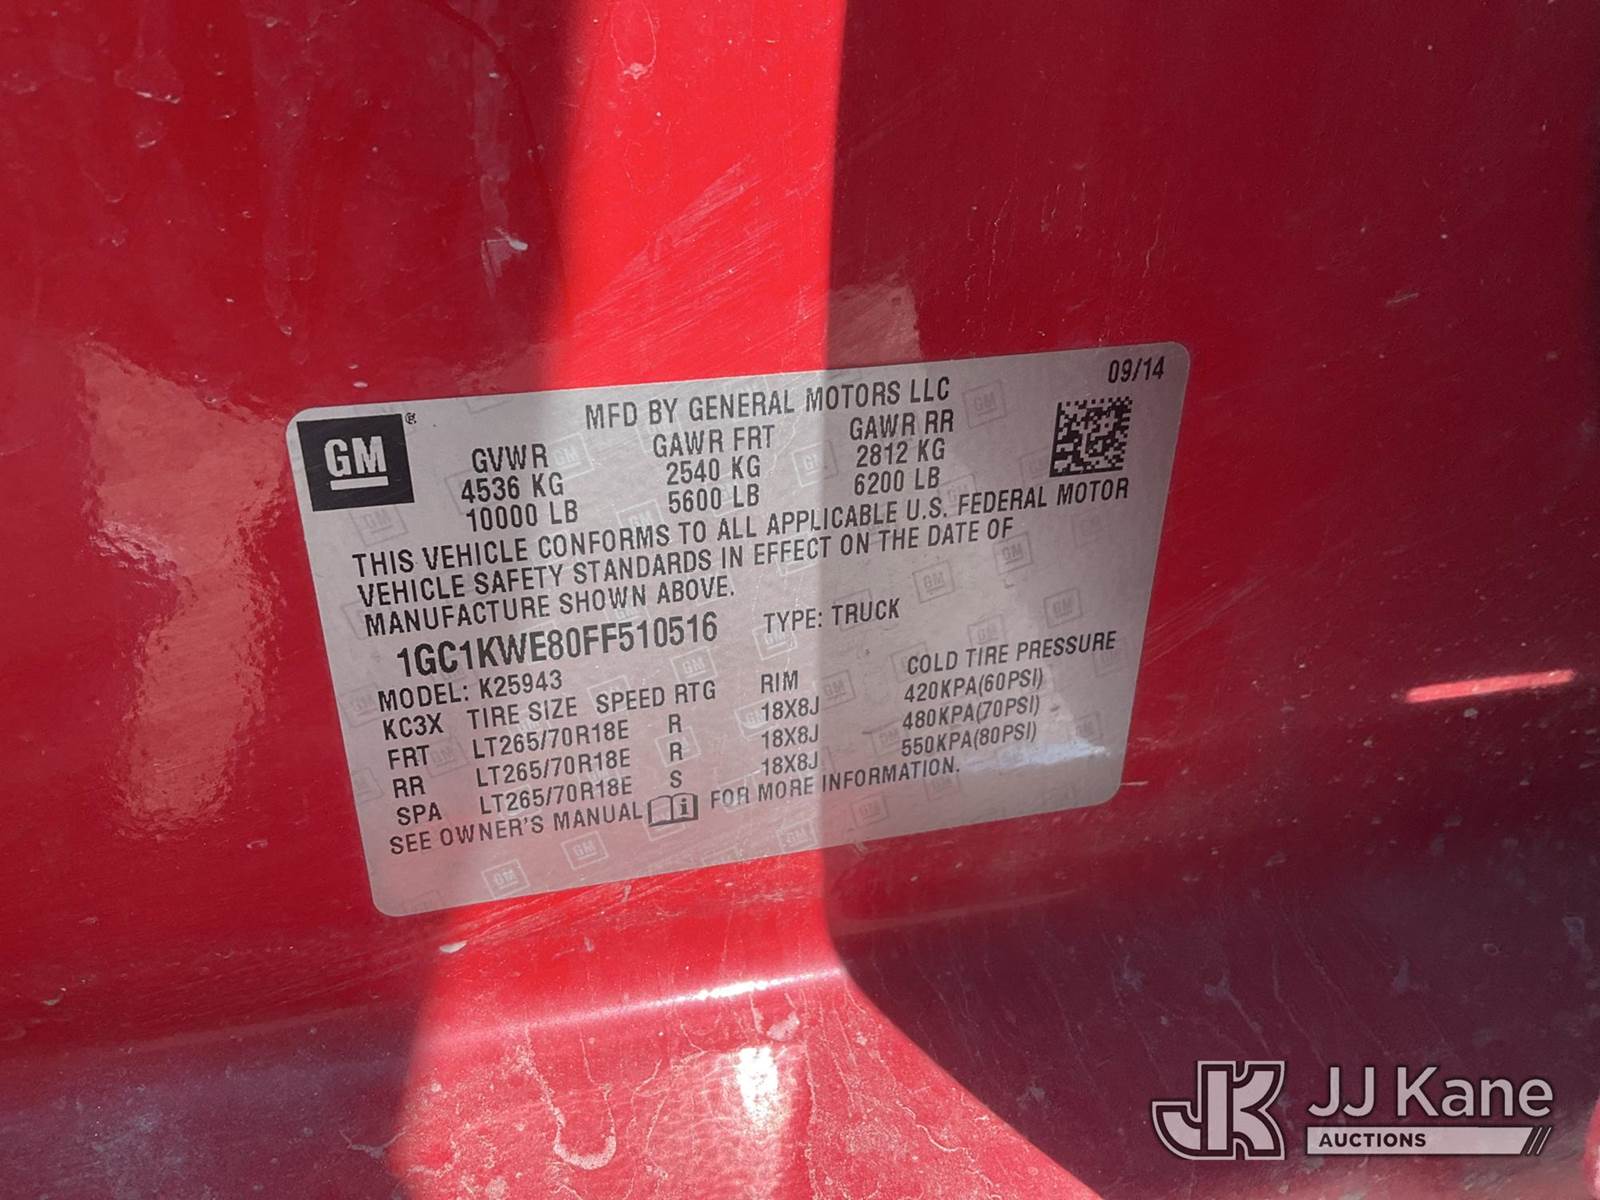 09/14
GM
MFD BY GENERAL MOTORS LLC
GVWR GAWR FRT GAWR RR
4536 KG 2540 KG 2812 KG
10000 LB 5600 LB 6200 LB
THIS VEHICLE CONFORMS TO ALL APPLICABLE U.S. FEDERAL MOTOR
VEHICLE SAFETY STANDARDS IN EFFECT ON THE DATE OF
MANUFACTURE SHOWN ABOVE.
1GC1KWE80FF510516 TYPE: TRUCK
MODEL: K25943
KC3X TIRE SIZE SPEED RTG RIM COLD TIRE PRESSURE
FRT LT265/70R18E R 18X8J 420KPA(60PSI)
RR LT265/70R18E R 18X8J 480KPA(70PSI)
SPA LT265/70R18E S 18X8J 550KPA(80PSI)
SEE OWNER'S MANUAL FOR MORE INFORMATION.
JK JJ Kane
AUCTIONS